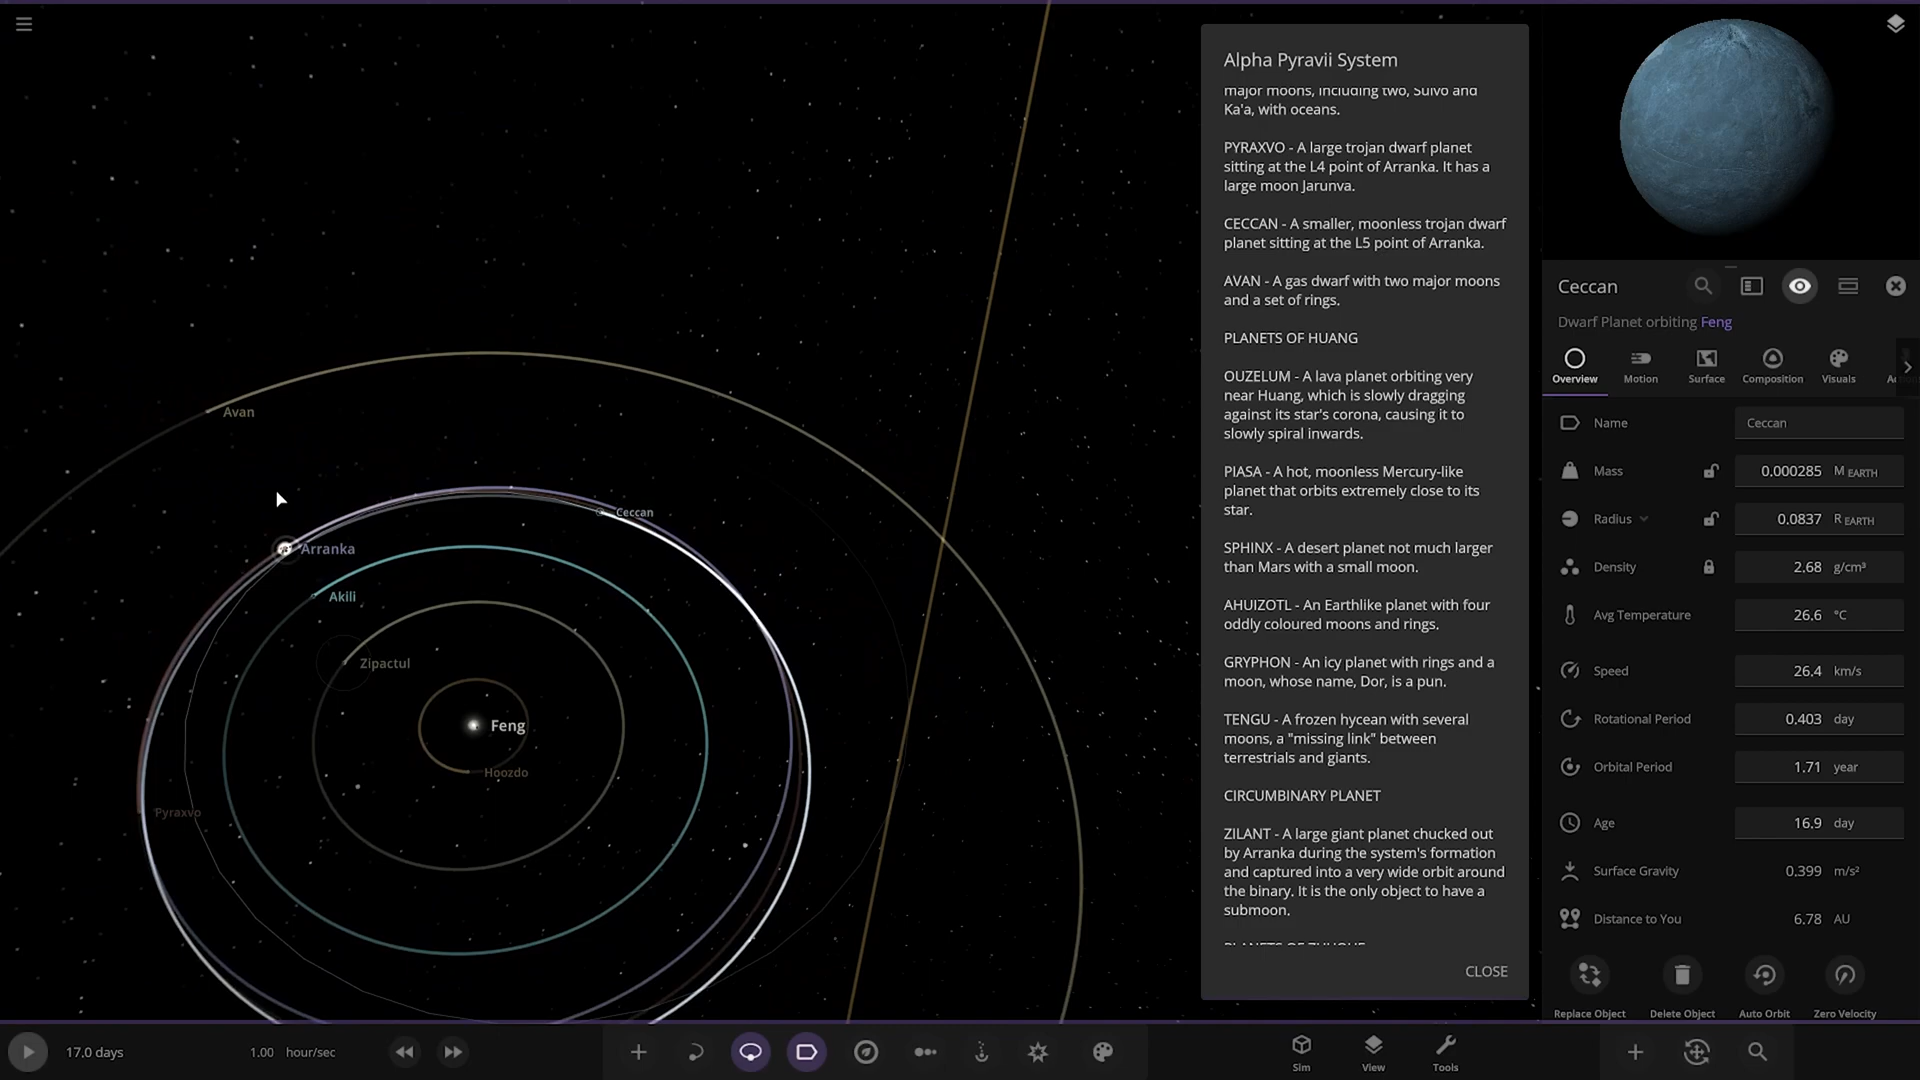 Alpha Pyravii System
major moons, including two, Suivo and
Ka'a, with oceans.
PYRAXVO - A large trojan dwarf planet
sitting at the L4 point of Arranka. It has a
large moon Jarunva.
CECCAN - A smaller, moonless trojan dwarf
planet sitting at the L5 point of Arranka.
AVAN - A gas dwarf with two major moons
and a set of rings.
PLANETS OF HUANG
OUZELUM - A lava planet orbiting very
near Huang, which is slowly dragging
against its star's corona, causing it to
slowly spiral inwards.
PIASA - A hot, moonless Mercury-like
planet that orbits extremely close to its
star.
SPHINX - A desert planet not much larger
than Mars with a small moon.
AHUIZOTL - An Earthlike planet with four
oddly coloured moons and rings.
GRYPHON - An icy planet with rings and a
moon, whose name, Dor, is a pun.
TENGU - A frozen hycean with several
moons, a "missing link" between
terrestrials and giants.
CIRCUMBINARY PLANET
ZILANT - A large giant planet chucked out
by Arranka during the system's formation
and captured into a very wide orbit around
the binary. It is the only object to have a
submoon.
CLOSE
Avan
Ceccan
Arranka
Akili
Zipactul
Feng
Hoozdo
Pyraxvo
Ceccan
Dwarf Planet orbiting Feng
Overview
Motion
Surface
Composition
Visuals
Name Ceccan
Mass 0.000285 M EARTH
Radius 0.0837 R EARTH
Density 2.68 g/cm³
Avg Temperature 26.6 °C
Speed 26.4 km/s
Rotational Period 0.403 day
Orbital Period 1.71 year
Age 16.9 day
Surface Gravity 0.399 m/s²
Distance to You 6.78 AU
Replace Object
Delete Object
Auto Orbit
Zero Velocity
17.0 days
1.00 hour/sec
Sim
View
Tools